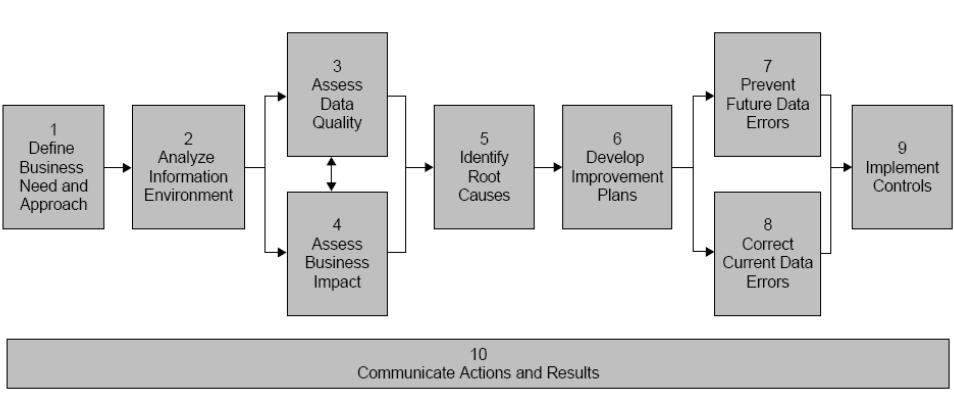 1
Define
Business
Need and
Approach
2
Analyze
Information
Environment
3
Assess
Data
Quality
4
Assess
Business
Impact
5
Identify
Root
Causes
6
Develop
Improvement
Plans
7
Prevent
Future Data
Errors
8
Correct
Current Data
Errors
9
Implement
Controls
10
Communicate Actions and Results